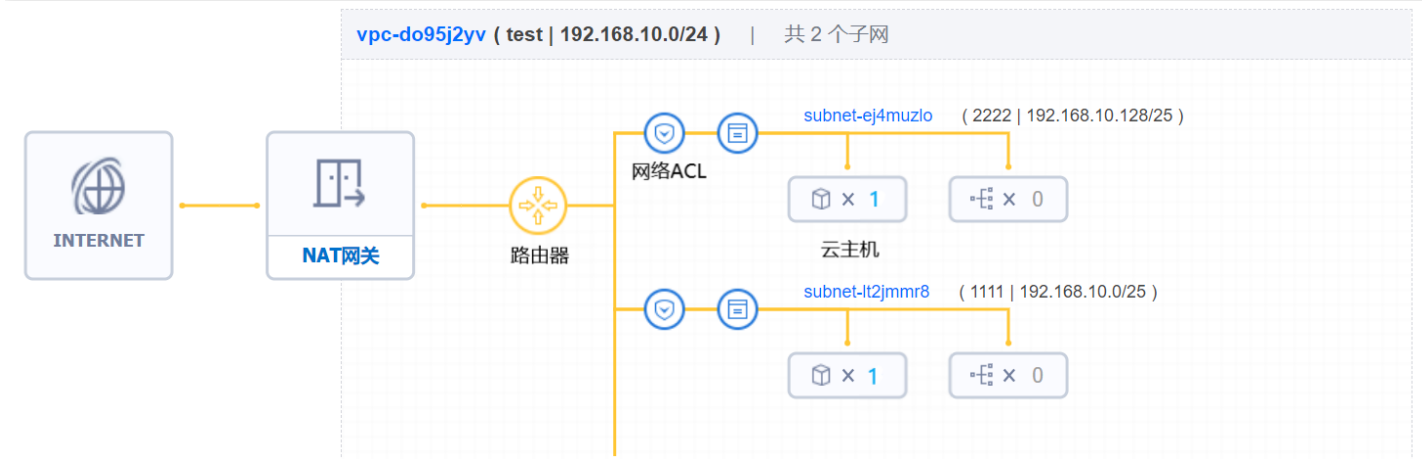 vpc-do95j2yv ( test | 192.168.10.0/24 ) | 共 2 个子网
subnet-ej4muzlo ( 2222 | 192.168.10.128/25 )
网络ACL
× 1
× 0
INTERNET
NAT网关
路由器
云主机
subnet-lt2jmmr8 ( 1111 | 192.168.10.0/25 )
× 1
× 0